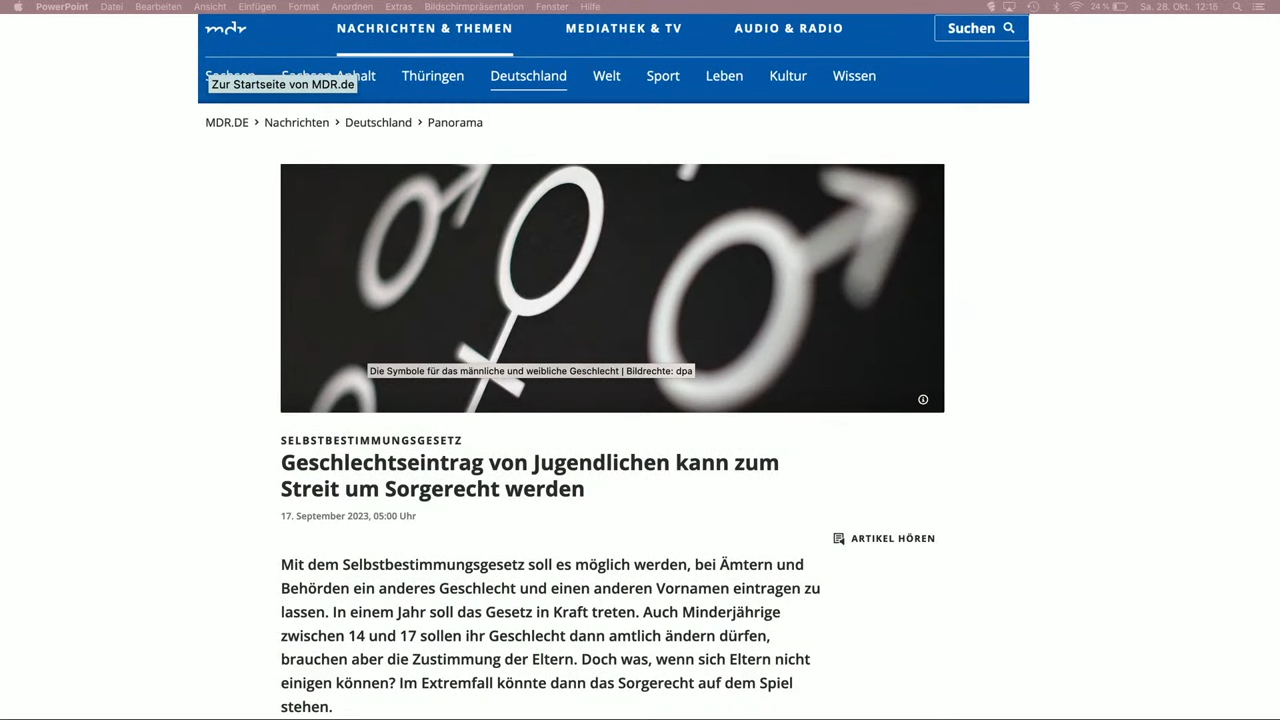 PowerPoint Datei Bearbeiten Ansicht Einfügen Format Anordnen Extras Bildschirmpräsentation Fenster Hilfe 24 % Sa. 28. Okt. 12:15
mdr NACHRICHTEN & THEMEN MEDIATHEK & TV AUDIO & RADIO Suchen
Sachsen Sachsen-Anhalt Thüringen Deutschland Welt Sport Leben Kultur Wissen
Zur Startseite von MDR.de
MDR.DE > Nachrichten > Deutschland > Panorama
Die Symbole für das männliche und weibliche Geschlecht | Bildrechte: dpa
SELBSTBESTIMMUNGSGESETZ
Geschlechtseintrag von Jugendlichen kann zum
Streit um Sorgerecht werden
17. September 2023, 05:00 Uhr
ARTIKEL HÖREN
Mit dem Selbstbestimmungsgesetz soll es möglich werden, bei Ämtern und
Behörden ein anderes Geschlecht und einen anderen Vornamen eintragen zu
lassen. In einem Jahr soll das Gesetz in Kraft treten. Auch Minderjährige
zwischen 14 und 17 sollen ihr Geschlecht dann amtlich ändern dürfen,
brauchen aber die Zustimmung der Eltern. Doch was, wenn sich Eltern nicht
einigen können? Im Extremfall könnte dann das Sorgerecht auf dem Spiel
stehen.